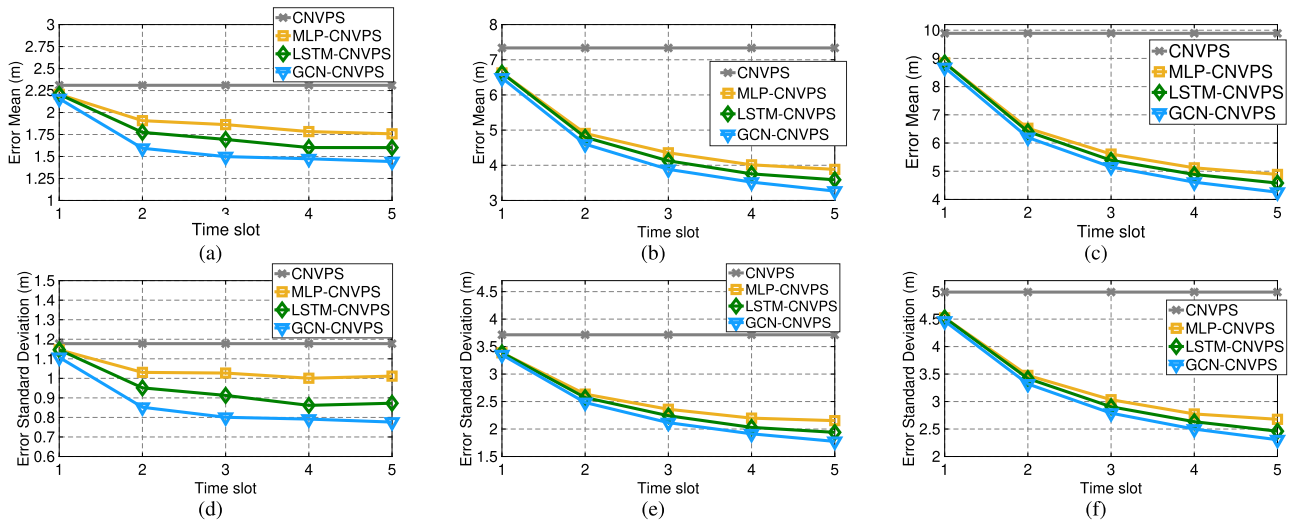 3
2.75
2.5
2.25
2
1.75
1.5
1.25
1
Error Mean (m)
CNVPS
MLP-CNVPS
LSTM-CNVPS
GCN-CNVPS
1 2 3 4 5
Time slot
(a)
8
7
6
5
4
3
Error Mean (m)
CNVPS
MLP-CNVPS
LSTM-CNVPS
GCN-CNVPS
1 2 3 4 5
Time slot
(b)
10
9
8
7
6
5
4
Error Mean (m)
CNVPS
MLP-CNVPS
LSTM-CNVPS
GCN-CNVPS
1 2 3 4 5
Time slot
(c)
1.5
1.4
1.3
1.2
1.1
1
0.9
0.8
0.7
0.6
Error Standard Deviation (m)
CNVPS
MLP-CNVPS
LSTM-CNVPS
GCN-CNVPS
1 2 3 4 5
Time slot
(d)
4.5
4
3.5
3
2.5
2
1.5
Error Standard Deviation (m)
CNVPS
MLP-CNVPS
LSTM-CNVPS
GCN-CNVPS
1 2 3 4 5
Time slot
(e)
5
4.5
4
3.5
3
2.5
2
Error Standard Deviation (m)
CNVPS
MLP-CNVPS
LSTM-CNVPS
GCN-CNVPS
1 2 3 4 5
Time slot
(f)